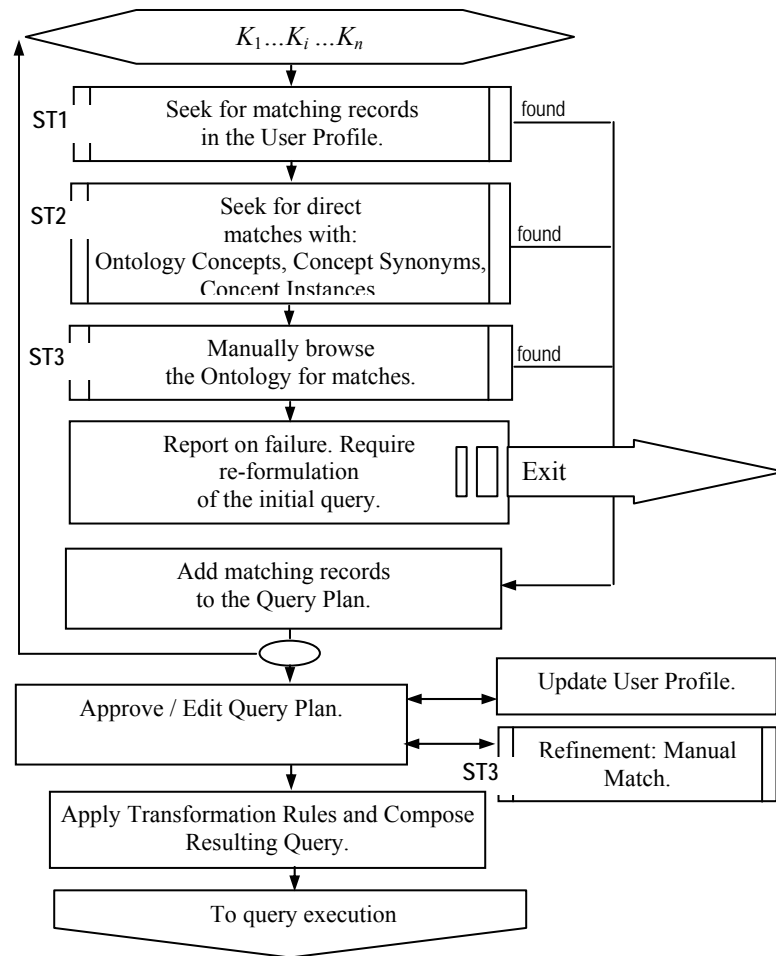 K1 ...Ki ...Kn
ST1
Seek for matching records
in the User Profile.
found
ST2
Seek for direct
matches with:
Ontology Concepts, Concept Synonyms,
Concept Instances
found
ST3
Manually browse
the Ontology for matches.
found
Report on failure. Require
re-formulation
of the initial query.
Exit
Add matching records
to the Query Plan.
Approve / Edit Query Plan.
Update User Profile.
ST3
Refinement: Manual
Match.
Apply Transformation Rules and Compose
Resulting Query.
To query execution